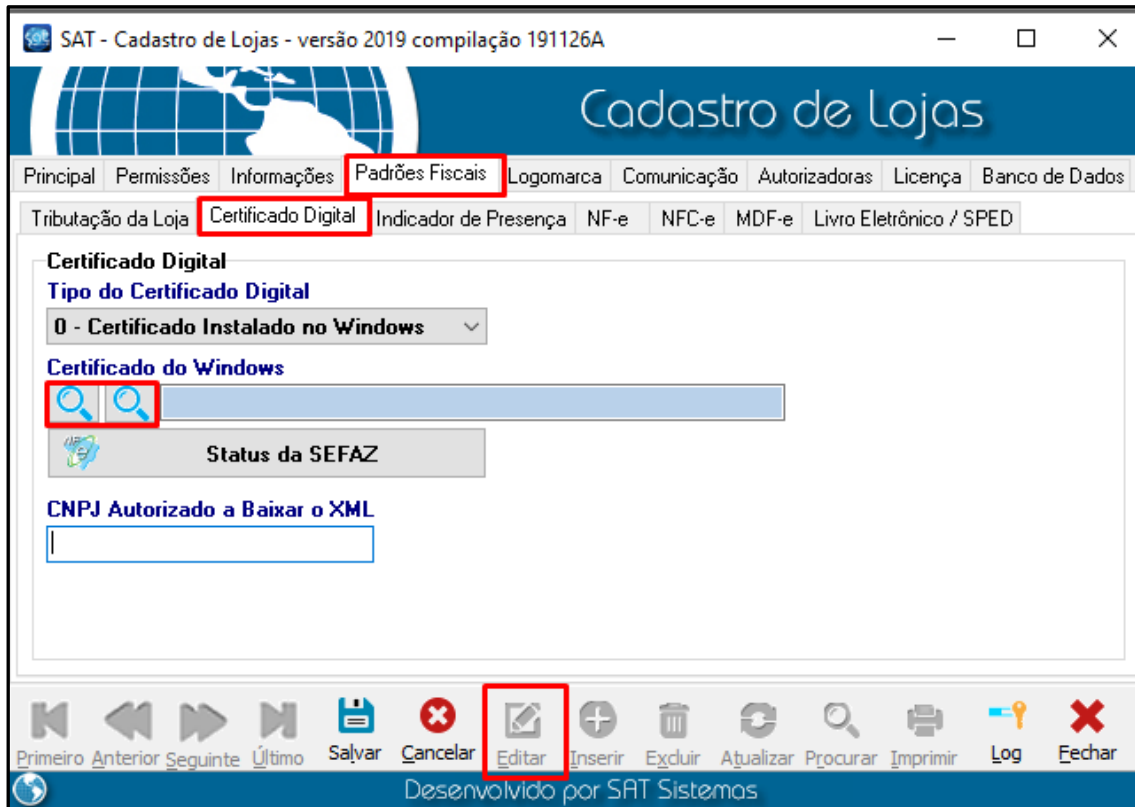 SAT - Cadastro de Lojas - versão 2019 compilação 191126A
Cadastro de Lojas
Principal Permissões Informações Padrões Fiscais Logomarca Comunicação Autorizadoras Licença Banco de Dados
Tributação da Loja Certificado Digital Indicador de Presença NF-e NFC-e MDF-e Livro Eletrônico / SPED
Certificado Digital
Tipo do Certificado Digital
0 - Certificado Instalado no Windows
Certificado do Windows
Status da SEFAZ
CNPJ Autorizado a Baixar o XML
Primeiro Anterior Seguinte Último Salvar Cancelar Editar Inserir Excluir Atualizar Procurar Imprimir Log Fechar
Desenvolvido por SAT Sistemas